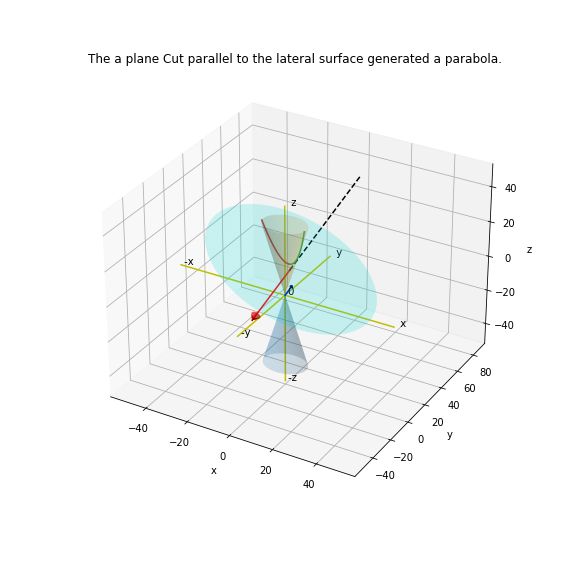 The a plane Cut parallel to the lateral surface generated a parabola.
z
-x
y
0
x
-y
-z
40
20
0
−20
−40
z
80
60
40
20
0
−20
−40
y
−40
−20
0
20
40
x